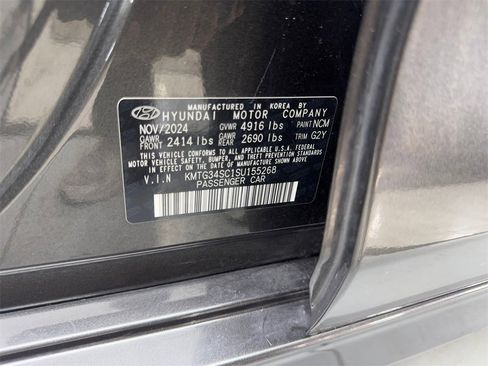 MANUFACTURED IN KOREA BY
HYUNDAI MOTOR COMPANY
NOV/2024 GVWR 4916 lbs PAINT NCM
GAWR FRONT 2414 lbs GAWR REAR 2690 lbs TRIM G2Y
THIS VEHICLE CONFORMS TO ALL APPLICABLE U.S. FEDERAL
MOTOR VEHICLE SAFETY, BUMPER, AND THEFT PREVENTION STANDARDS
IN EFFECT ON THE DATE OF MANUFACTURE SHOWN ABOVE.
V.I.N KMTG34SC1SU155268
PASSENGER CAR